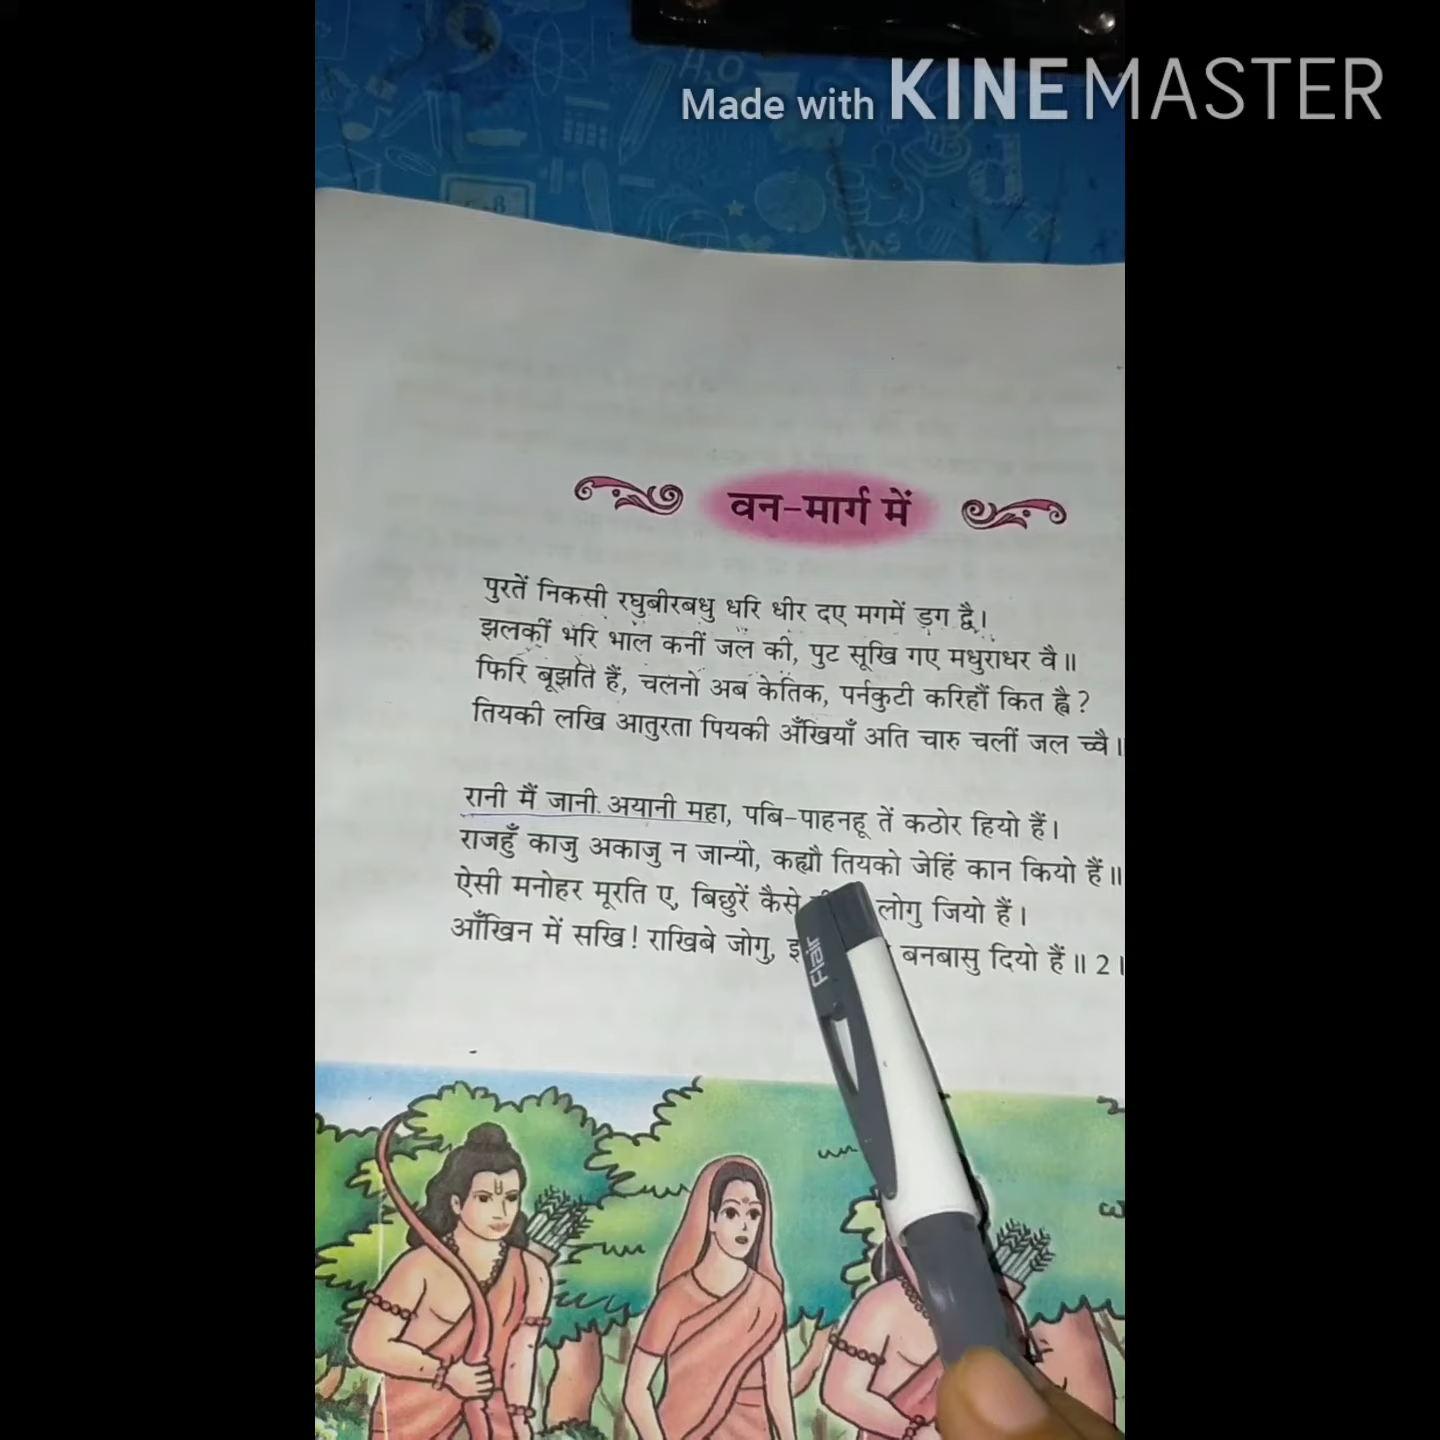 Made with KINEMASTER
वन-मार्ग में
पुरतें निकसी रघुबीरबधु धरि धीर दए मगमें ड़ग द्वै।
झलकीं भरि भाल कनीं जल की, पुट सूखि गए मधुराधर वै॥
फिरि बूझति हैं, चलनो अब केतिक, पर्नकुटी करिहौं कित ह्वै?
तियकी लखि आतुरता पियकी अँखियाँ अति चारु चलीं जल च्वै।
रानी मैं जानी अयानी महा, पबि-पाहनहू तें कठोर हियो हैं।
राजहुँ काजु अकाजु न जान्यो, कह्यौ तियको जेहिं कान कियो हैं॥
ऐसी मनोहर मूरति ए, बिछुरें कैसे लोगु जियो हैं।
आँखिन में सखि! राखिबे जोगु, बनबासु दियो हैं॥ 2।
Flair